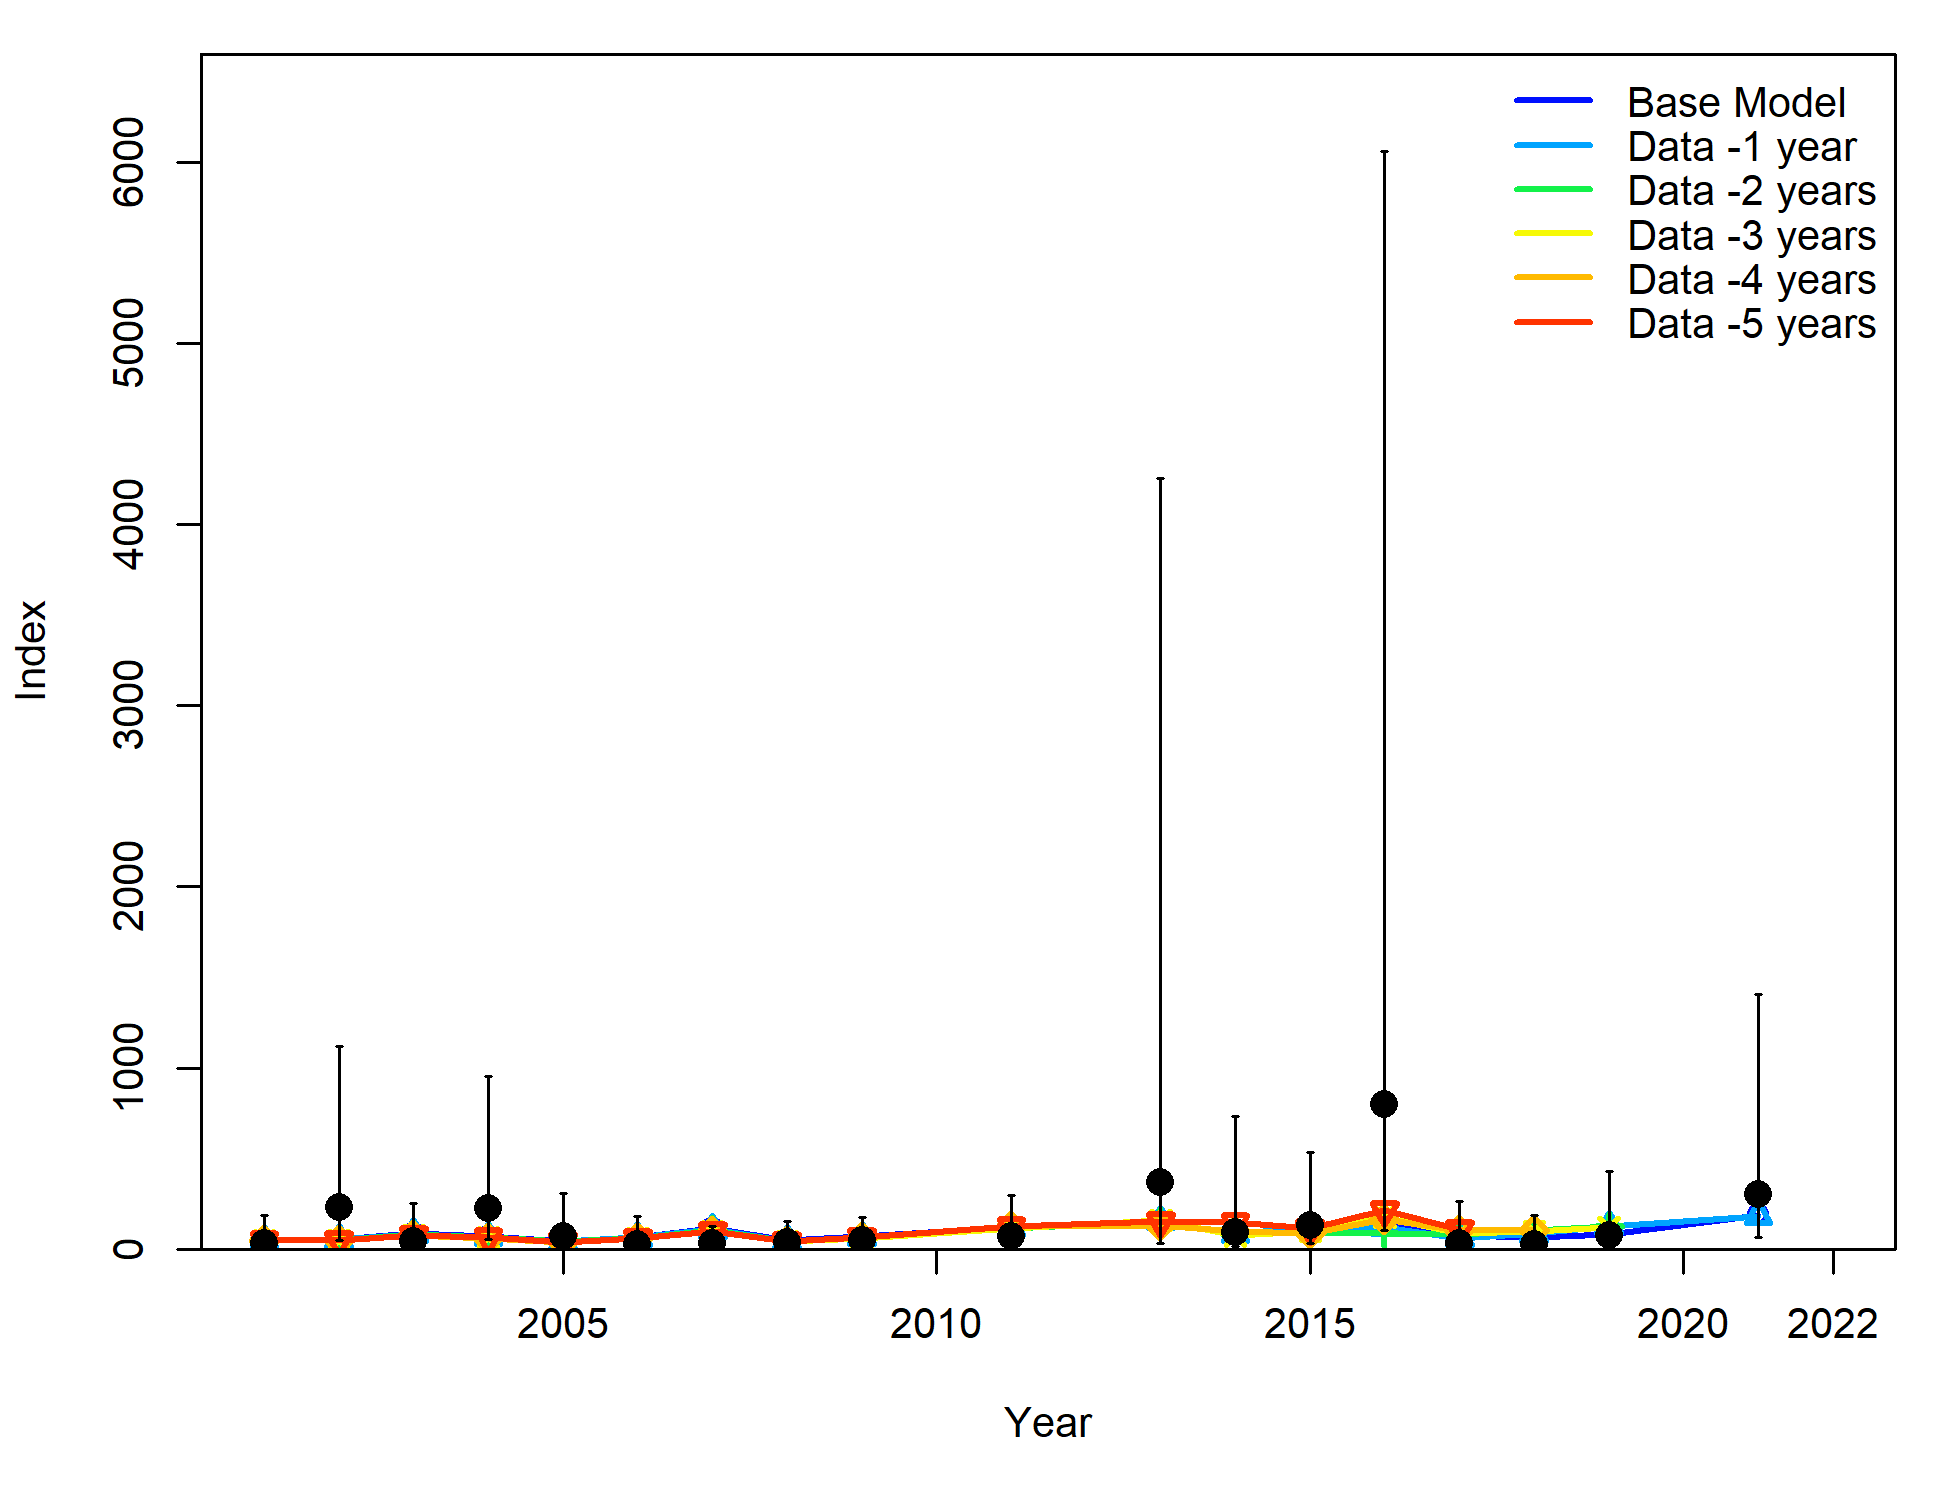 Base Model
Data -1 year
Data -2 years
Data -3 years
Data -4 years
Data -5 years
6000
5000
4000
3000
2000
1000
0
Index
2005 2010 2015 2020 2022
Year